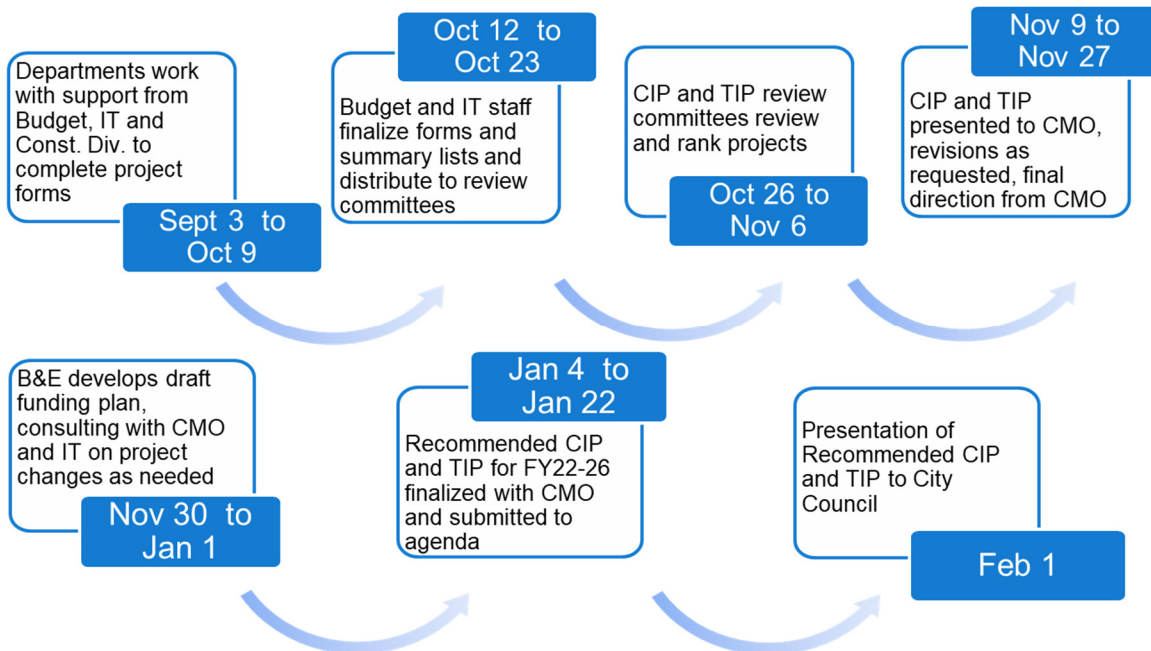 Departments work
with support from
Budget, IT and
Const. Div. to
complete project
forms
Sept 3 to
Oct 9
Oct 12 to
Oct 23
Budget and IT staff
finalize forms and
summary lists and
distribute to review
committees
CIP and TIP review
committees review
and rank projects
Oct 26 to
Nov 6
Nov 9 to
Nov 27
CIP and TIP
presented to CMO,
revisions as
requested, final
direction from CMO
B&E develops draft
funding plan,
consulting with CMO
and IT on project
changes as needed
Nov 30 to
Jan 1
Jan 4 to
Jan 22
Recommended CIP
and TIP for FY22-26
finalized with CMO
and submitted to
agenda
Presentation of
Recommended CIP
and TIP to City
Council
Feb 1